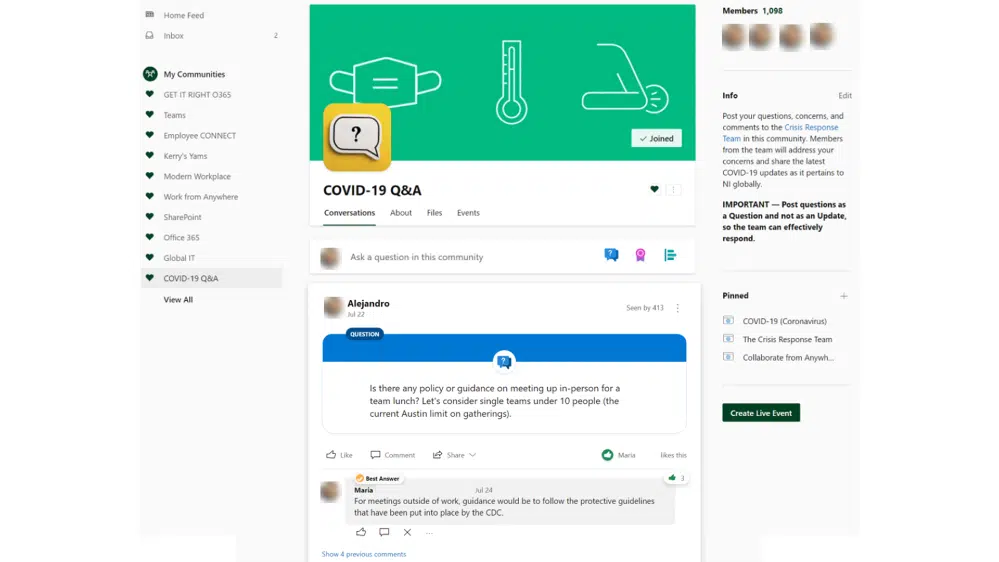 Home Feed
Inbox 2
My Communities
GET IT RIGHT O365
Teams
Employee CONNECT
Kerry's Yams
Modern Workplace
Work from Anywhere
SharePoint
Office 365
Global IT
COVID-19 Q&A
View All
?
✓ Joined
COVID-19 Q&A
Conversations About Files Events
Ask a question in this community
?
Alejandro
Jul 22
Seen by 413
QUESTION
?
Is there any policy or guidance on meeting up in-person for a
team lunch? Let's consider single teams under 10 people (the
current Austin limit on gatherings).
Like Comment Share
Maria likes this
Best Answer
3
Maria Jul 24
For meetings outside of work, guidance would be to follow the protective guidelines
that have been put into place by the CDC.
Show 4 previous comments
Members 1,098
Info Edit
Post your questions, concerns, and
comments to the Crisis Response
Team in this community. Members
from the team will address your
concerns and share the latest
COVID-19 updates as it pertains to
NI globally.
IMPORTANT — Post questions as
a Question and not as an Update,
so the team can effectively
respond.
Pinned
COVID-19 (Coronavirus)
The Crisis Response Team
Collaborate from Anywh...
Create Live Event